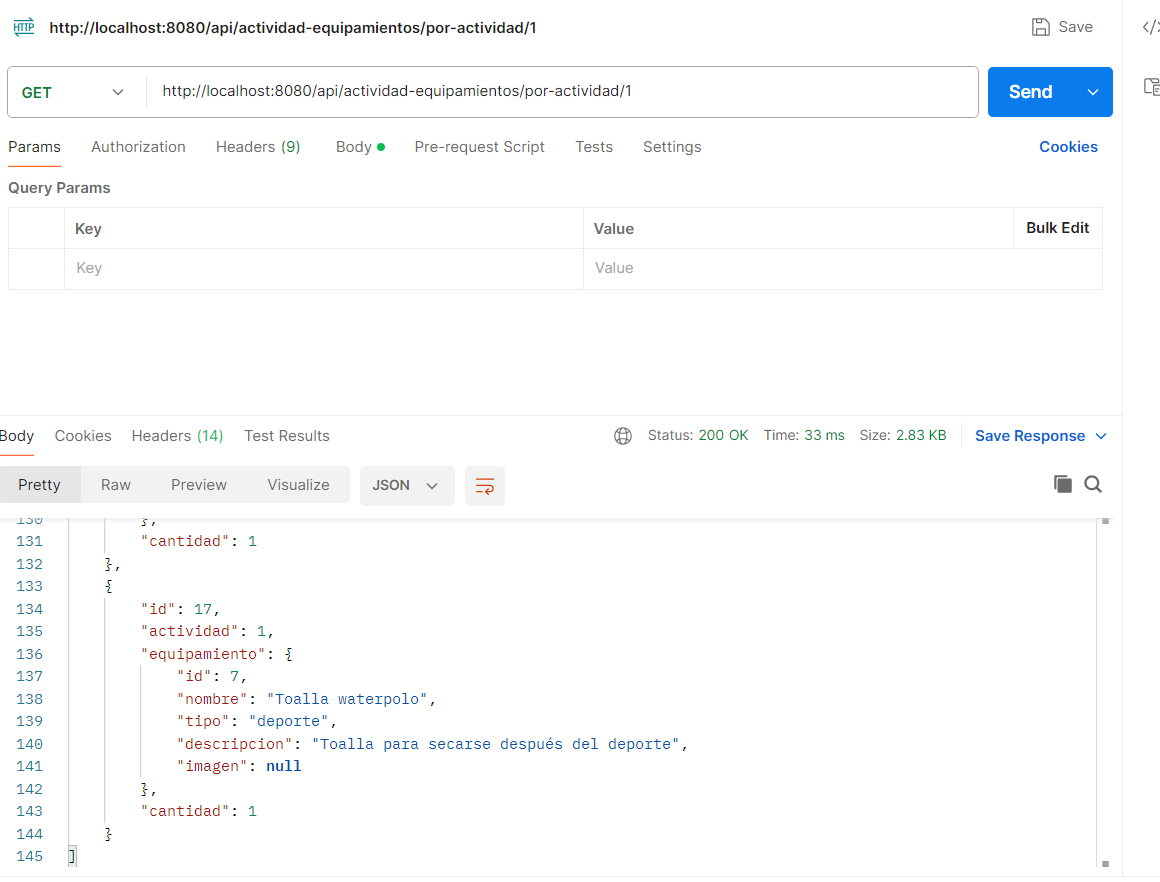 HTTP http://localhost:8080/api/actividad-equipamientos/por-actividad/1 Save </>
GET http://localhost:8080/api/actividad-equipamientos/por-actividad/1 Send
Params Authorization Headers (9) Body Pre-request Script Tests Settings Cookies
Query Params
Key Value Bulk Edit
Key Value
Body Cookies Headers (14) Test Results Status: 200 OK Time: 33 ms Size: 2.83 KB Save Response
Pretty Raw Preview Visualize JSON
130 },
131 "cantidad": 1
132 },
133 {
134 "id": 17,
135 "actividad": 1,
136 "equipamiento": {
137 "id": 7,
138 "nombre": "Toalla waterpolo",
139 "tipo": "deporte",
140 "descripcion": "Toalla para secarse después del deporte",
141 "imagen": null
142 },
143 "cantidad": 1
144 }
145 ]